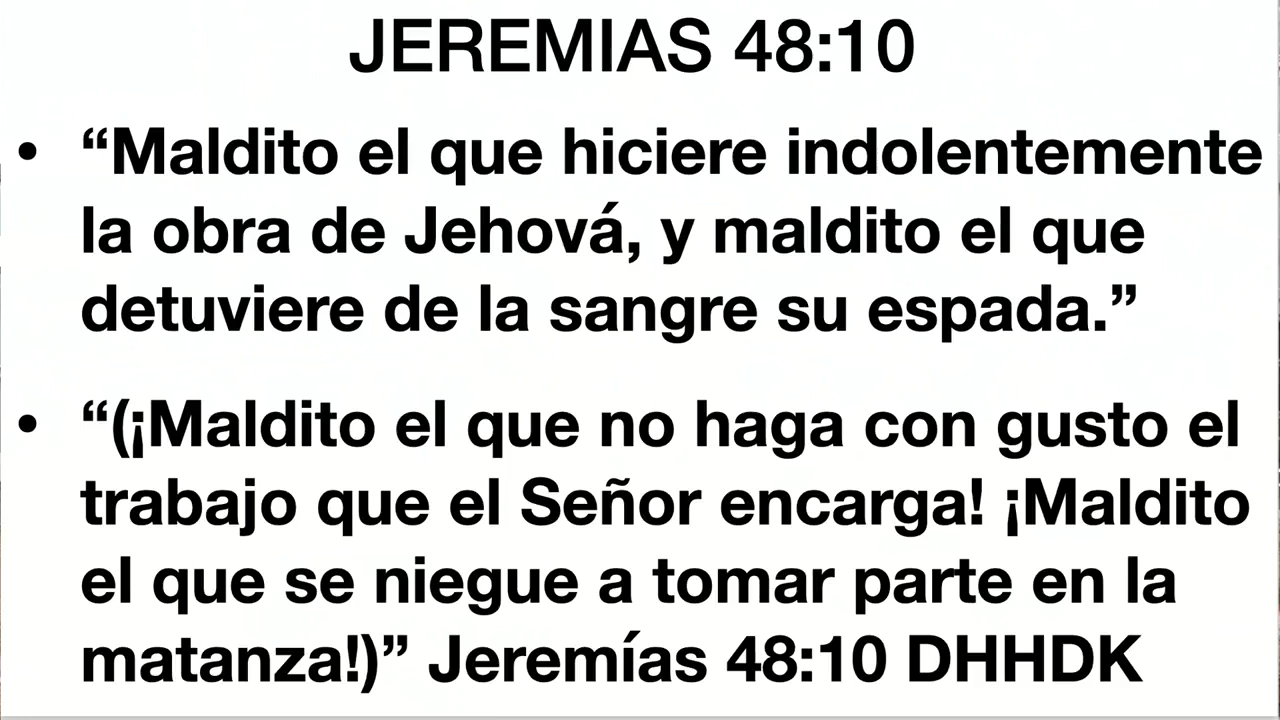 JEREMIAS 48:10
• “Maldito el que hiciere indolentemente
la obra de Jehová, y maldito el que
detuviere de la sangre su espada.”
• “(¡Maldito el que no haga con gusto el
trabajo que el Señor encarga! ¡Maldito
el que se niegue a tomar parte en la
matanza!)” Jeremías 48:10 DHHDK